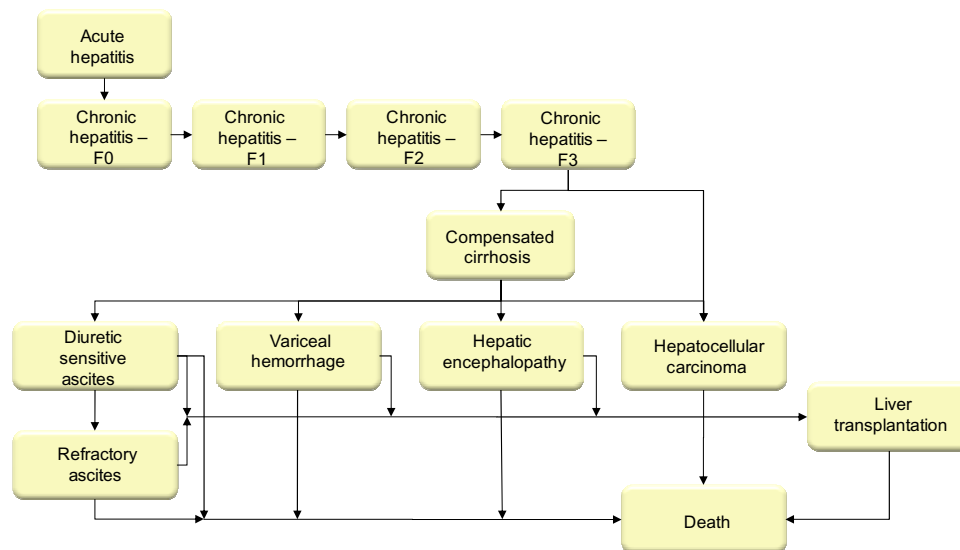 Acute
hepatitis
Chronic
hepatitis –
F0
Chronic
hepatitis –
F1
Chronic
hepatitis –
F2
Chronic
hepatitis –
F3
Compensated
cirrhosis
Diuretic
sensitive
ascites
Variceal
hemorrhage
Hepatic
encephalopathy
Hepatocellular
carcinoma
Liver
transplantation
Refractory
ascites
Death